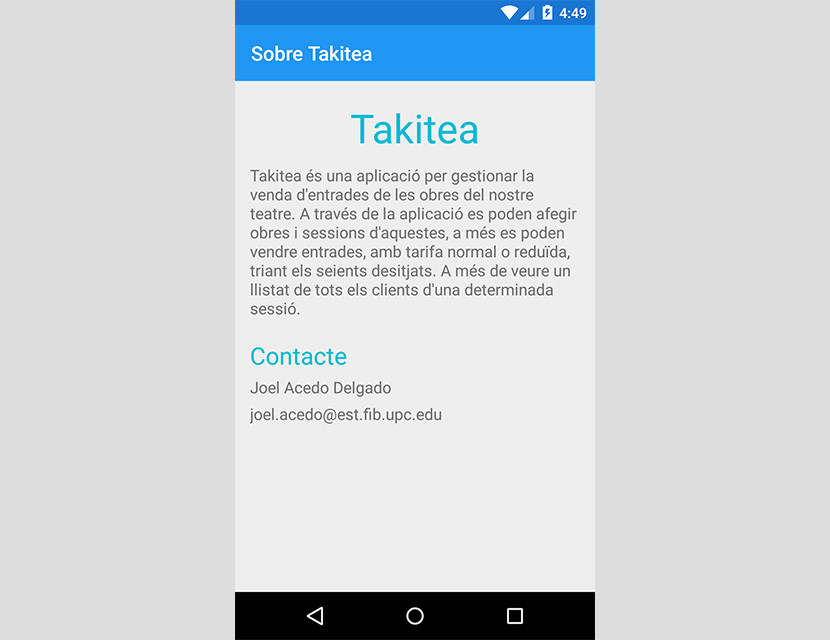 4:49
Sobre Takitea
Takitea
Takitea és una aplicació per gestionar la
venda d'entrades de les obres del nostre
teatre. A través de la aplicació es poden afegir
obres i sessions d'aquestes, a més es poden
vendre entrades, amb tarifa normal o reduïda,
triant els seients desitjats. A més de veure un
llistat de tots els clients d'una determinada
sessió.
Contacte
Joel Acedo Delgado
joel.acedo@est.fib.upc.edu